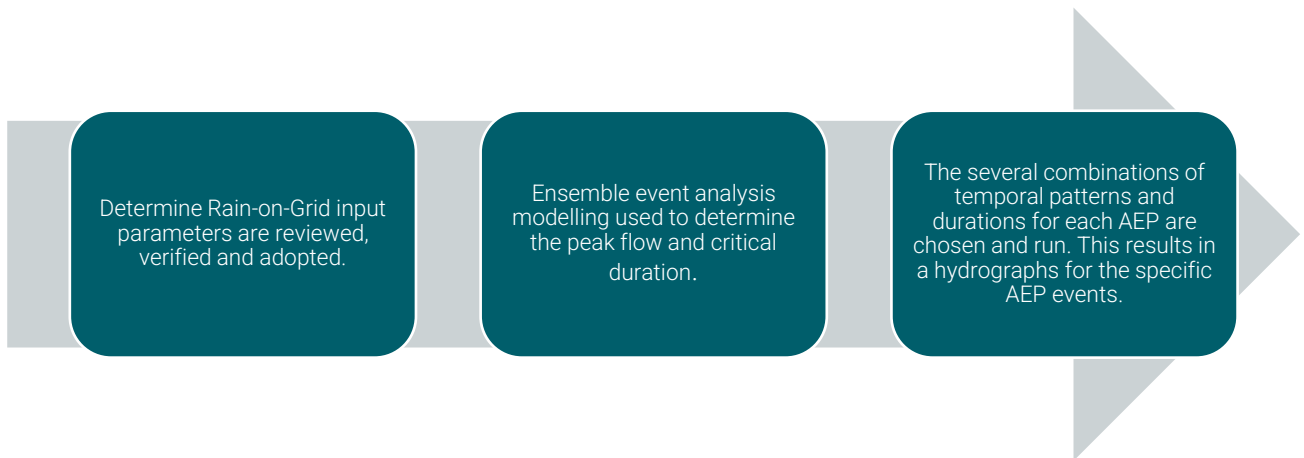 Determine Rain-on-Grid input
parameters are reviewed,
verified and adopted.
Ensemble event analysis
modelling used to determine
the peak flow and critical
duration.
The several combinations of
temporal patterns and
durations for each AEP are
chosen and run. This results in
a hydrographs for the specific
AEP events.